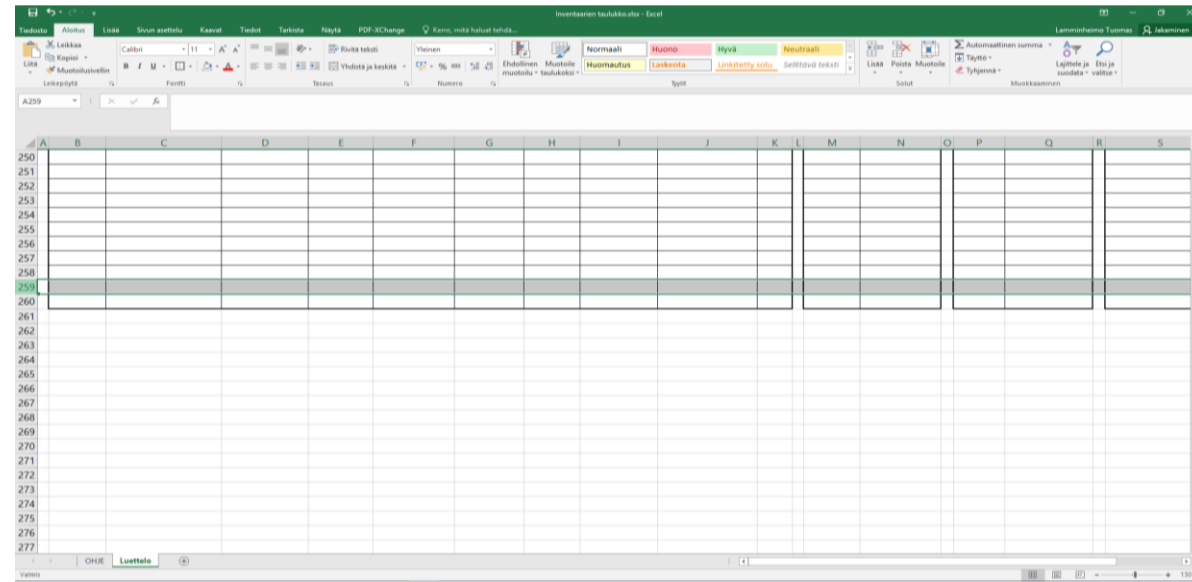 Inventaarien taulukko.xlsx - Excel
Tiedosto Aloitus Lisää Sivun asettelu Kaavat Tiedot Tarkista Näytä PDF-XChange Kerro, mitä haluat tehdä... Lamminheimo Tuomas Jakaminen
Liitä
Leikkaa
Kopioi
Muotoilusivellin
Leikepöytä
Calibri 11
B I U
Fontti
Rivitä teksti
Yhdistä ja keskitä
Tasaus
Yleinen
% 000
Numero
Ehdollinen muotoilu
Muotoile taulukoksi
Normaali Huono Hyvä Neutraali
Huomautus Laskenta Linkitetty solu Selittävä teksti
Tyylit
Lisää Poista Muotoile
Solut
Automaattinen summa
Täyttö
Tyhjennä
Lajittele ja suodata
Etsi ja valitse
Muokkaaminen
A259 fx
A B C D E F G H I J K L M N O P Q R S
250
251
252
253
254
255
256
257
258
259
260
261
262
263
264
265
266
267
268
269
270
271
272
273
274
275
276
277
OHJE Luettelo
Valmis